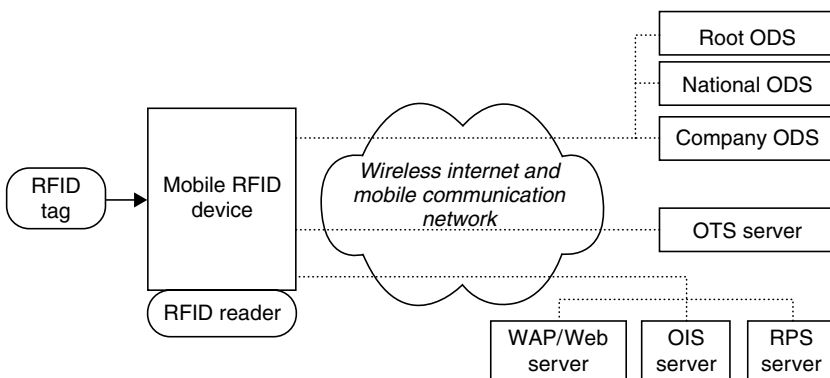 Root ODS
National ODS
Company ODS
Wireless internet and
mobile communication
network
Mobile RFID
device
RFID
tag
OTS server
RFID reader
WAP/Web
server
OIS
server
RPS
server